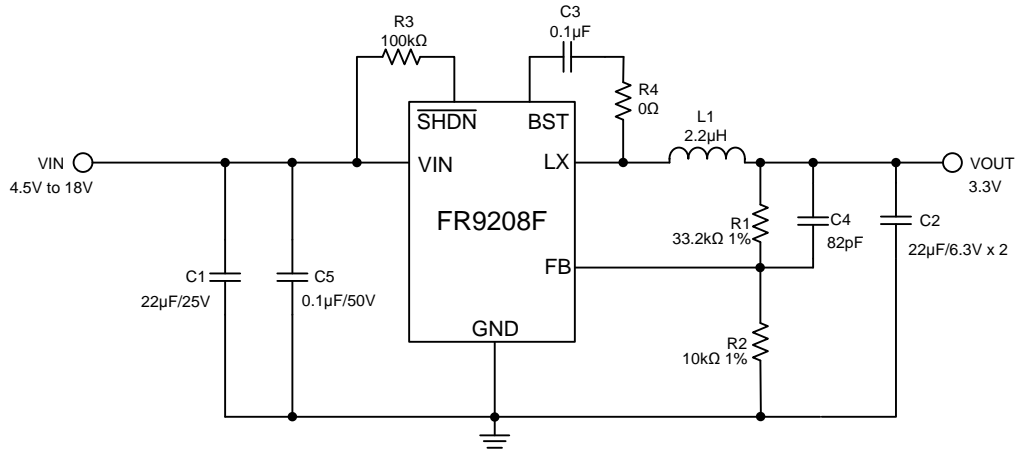 C3
0.1µF
R3
100kΩ
R4
0Ω
SHDN
BST
L1
2.2µH
VIN
4.5V to 18V
VIN
LX
VOUT
3.3V
FR9208F
R1
33.2kΩ 1%
C4
82pF
C2
22µF/6.3V x 2
FB
C1
22µF/25V
C5
0.1µF/50V
GND
R2
10kΩ 1%